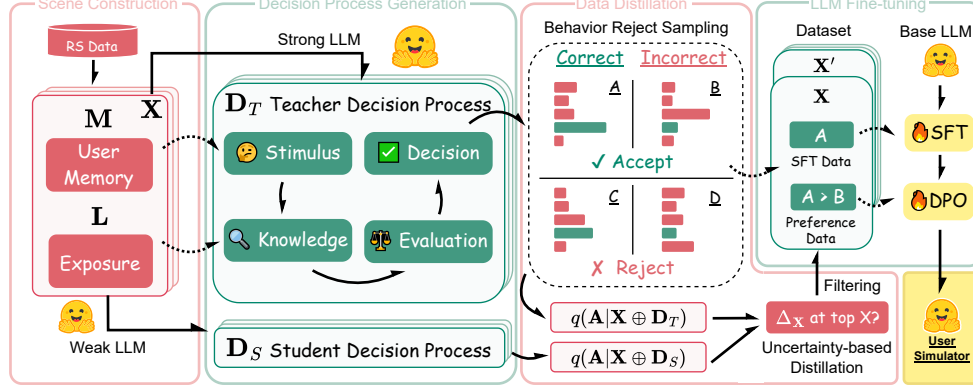 Scene Construction
RS Data
X
M
User
Memory
L
Exposure
Weak LLM
Decision Process Generation
Strong LLM
D_T Teacher Decision Process
Stimulus
Decision
Knowledge
Evaluation
D_S Student Decision Process
Data Distillation
Behavior Reject Sampling
Correct
Incorrect
A
B
✓ Accept
C
D
✗ Reject
q(A|X ⊕ D_T)
q(A|X ⊕ D_S)
Δ_X at top X?
Filtering
Uncertainty-based
Distillation
LLM Fine-tuning
Dataset
X′
X
A
SFT Data
A > B
Preference
Data
Base LLM
SFT
DPO
User
Simulator